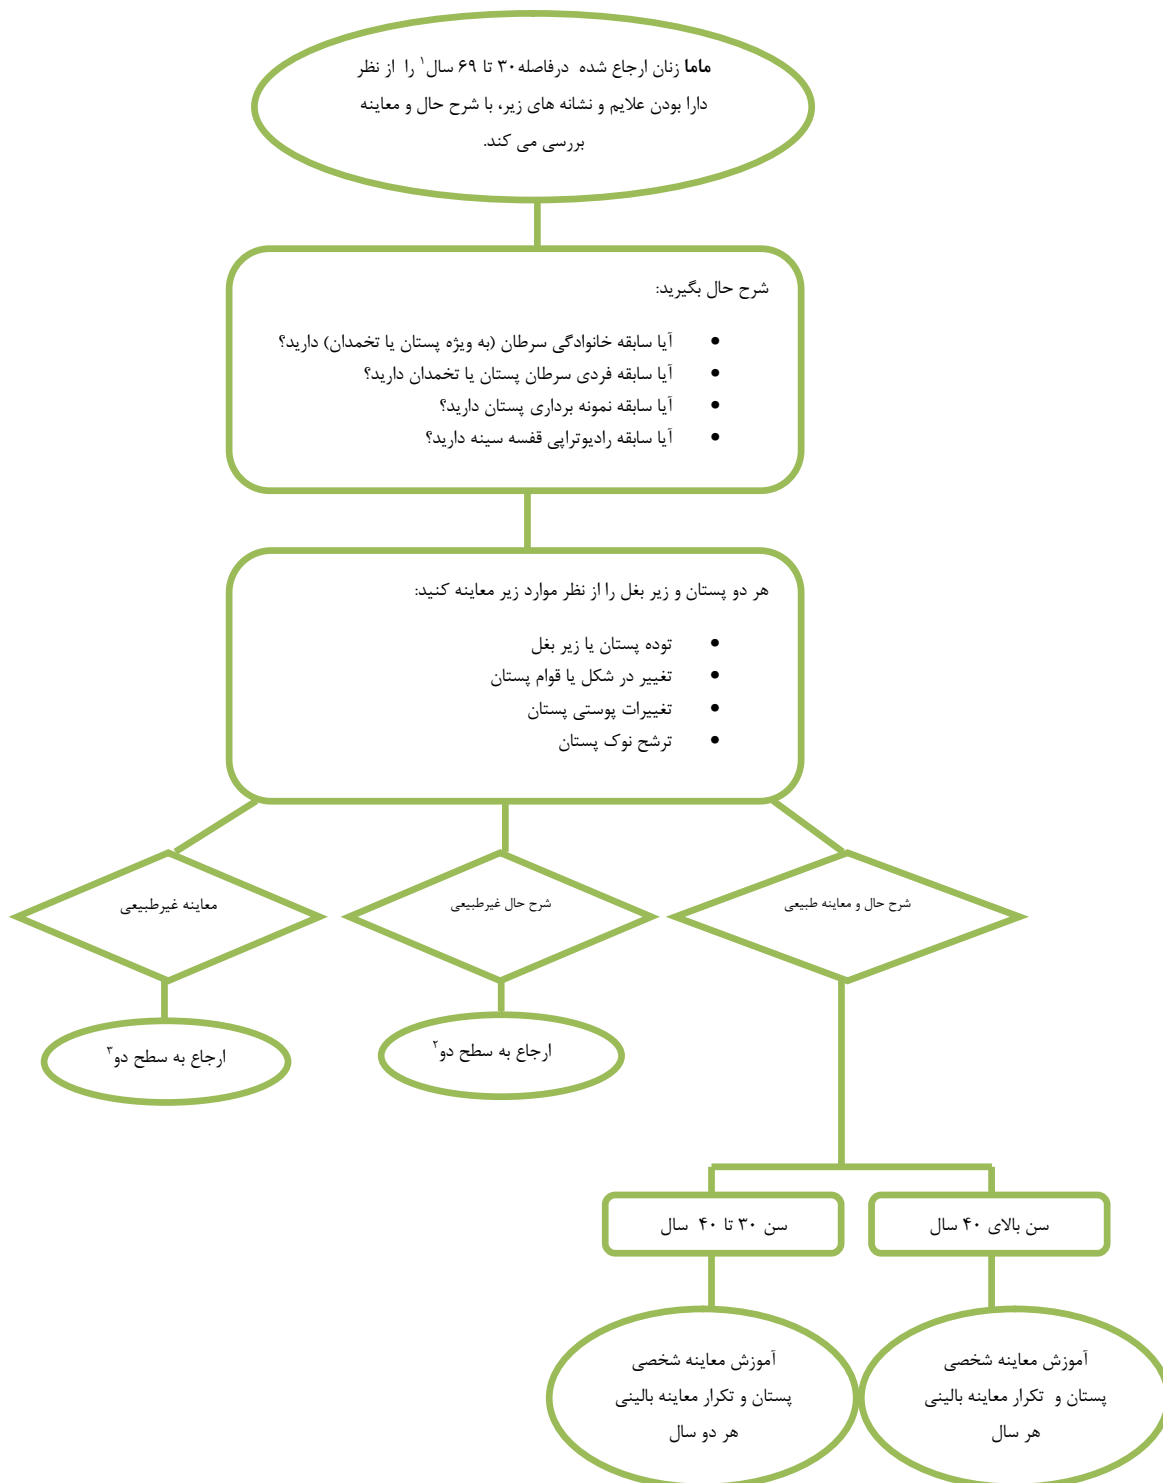 ماما زنان ارجاع شده درفاصله۳۰ تا ۶۹ سال۱ را از نظر
دارا بودن علایم و نشانه های زیر، با شرح حال و معاینه
بررسی می کند.
شرح حال بگیرید:
• آیا سابقه خانوادگی سرطان (به ویژه پستان یا تخمدان) دارید؟
• آیا سابقه فردی سرطان پستان یا تخمدان دارید؟
• آیا سابقه نمونه برداری پستان دارید؟
• آیا سابقه رادیوتراپی قفسه سینه دارید؟
هر دو پستان و زیر بغل را از نظر موارد زیر معاینه کنید:
• توده پستان یا زیر بغل
• تغییر در شکل یا قوام پستان
• تغییرات پوستی پستان
• ترشح نوک پستان
شرح حال و معاینه طبیعی
شرح حال غیرطبیعی
معاینه غیرطبیعی
ارجاع به سطح دو۲
ارجاع به سطح دو۳
سن بالای ۴۰ سال
سن ۳۰ تا ۴۰ سال
آموزش معاینه شخصی
پستان و تکرار معاینه بالینی
هر سال
آموزش معاینه شخصی
پستان و تکرار معاینه بالینی
هر دو سال